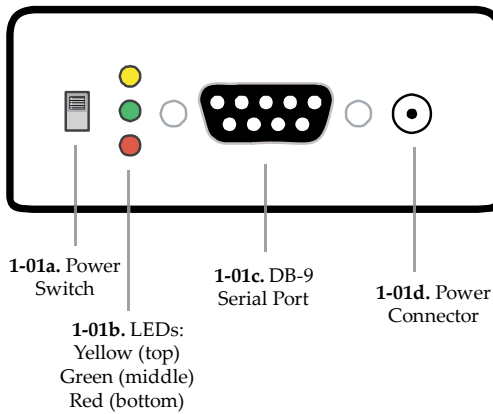 1-01a. Power
Switch
1-01b. LEDs:
Yellow (top)
Green (middle)
Red (bottom)
1-01c. DB-9
Serial Port
1-01d. Power
Connector